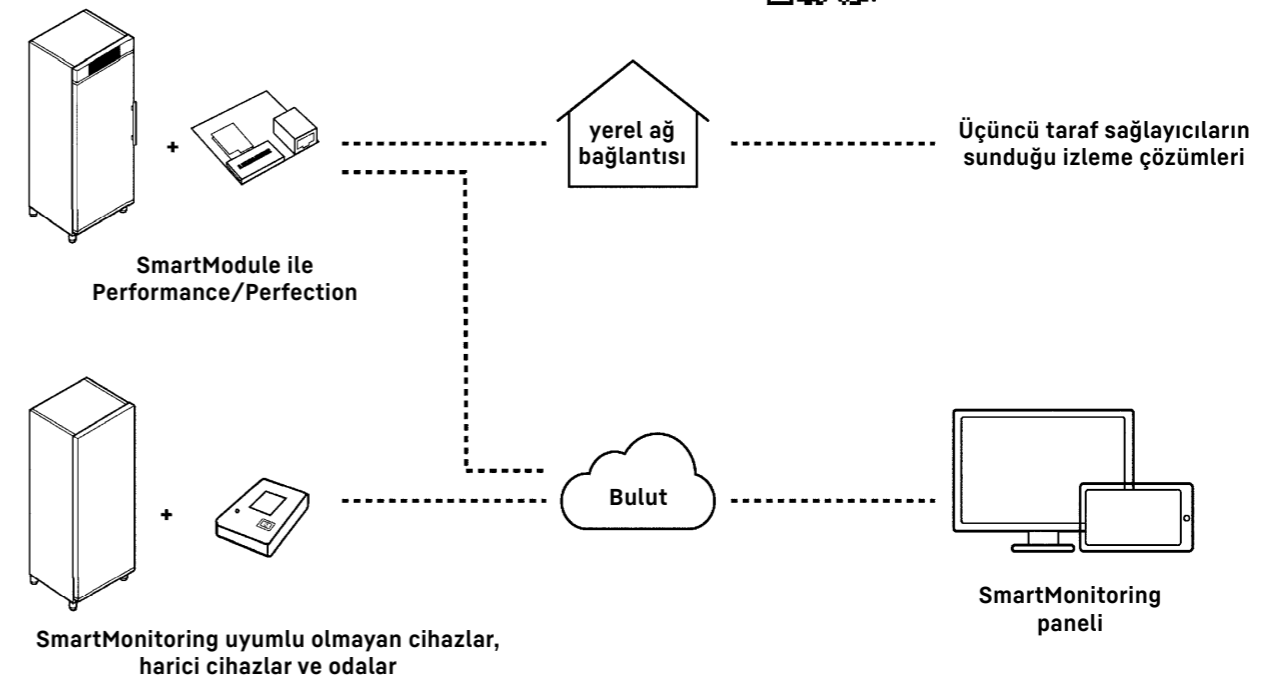 yerel ağ
bağlantısı
Üçüncü taraf sağlayıcıların
sunduğu izleme çözümleri
+
SmartModule ile
Performance/Perfection
Bulut
+
SmartMonitoring
paneli
SmartMonitoring uyumlu olmayan cihazlar,
harici cihazlar ve odalar